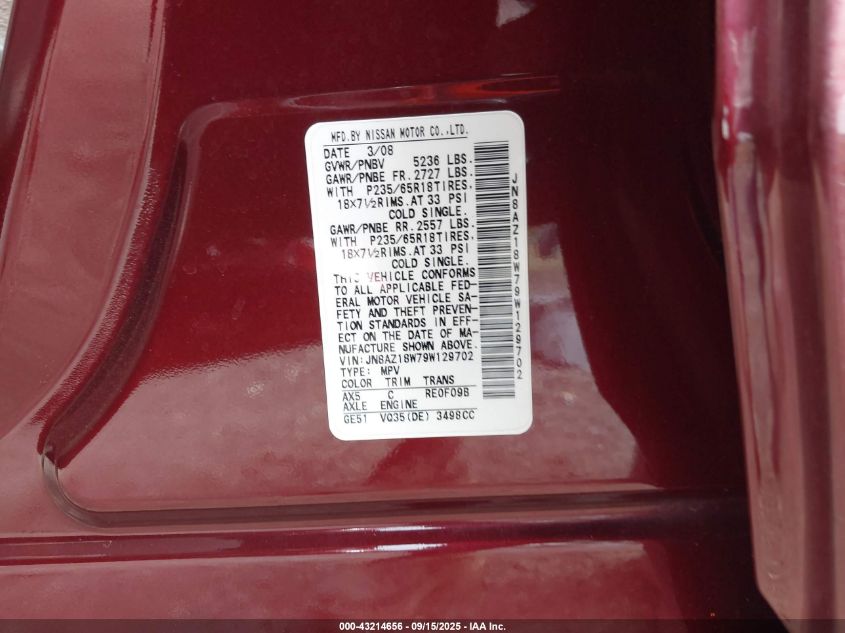 MFD.BY NISSAN MOTOR CO.,LTD.
DATE 3/08
GVWR/PNBV 5236 LBS.
GAWR/PNBE FR.2727 LBS.
WITH P235/65R18TIRES,
18X7½RIMS.AT 33 PSI
COLD SINGLE.
GAWR/PNBE RR.2557 LBS.
WITH P235/65R18TIRES,
18X7½RIMS.AT 33 PSI
COLD SINGLE.
THIS VEHICLE CONFORMS
TO ALL APPLICABLE FED-
ERAL MOTOR VEHICLE SA-
FETY AND THEFT PREVEN-
TION STANDARDS IN EFF-
ECT ON THE DATE OF MA-
NUFACTURE SHOWN ABOVE.
VIN:JN8AZ18W79W129702
TYPE: MPV
COLOR TRIM TRANS
AX5 C RE0F09B
AXLE ENGINE
GE51 VQ35(DE) 3498CC
JN8AZ18W79W129702
000-43214656 - 09/15/2025 - IAA Inc.